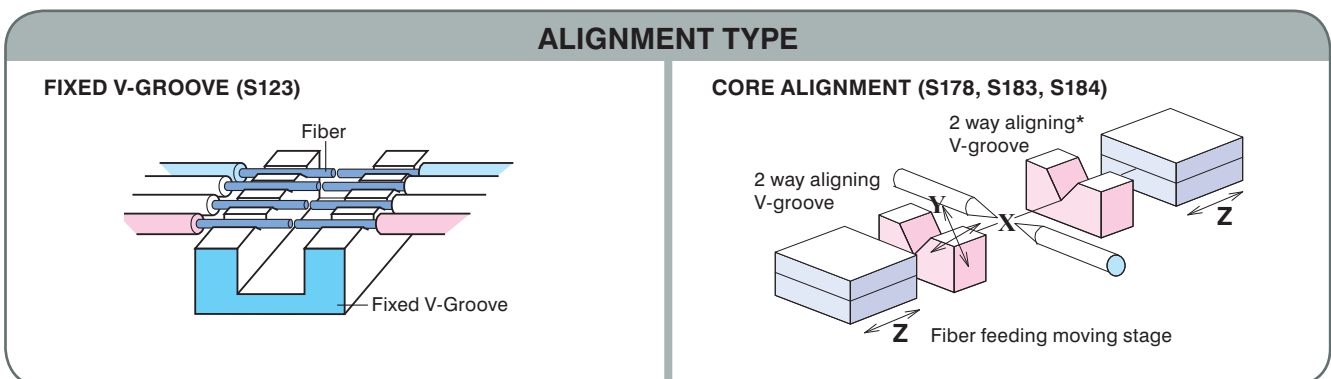 ALIGNMENT TYPE
FIXED V-GROOVE (S123)
Fiber
Fixed V-Groove
CORE ALIGNMENT (S178, S183, S184)
2 way aligning*
V-groove
2 way aligning
V-groove
Y
X
Z
Z
Fiber feeding moving stage